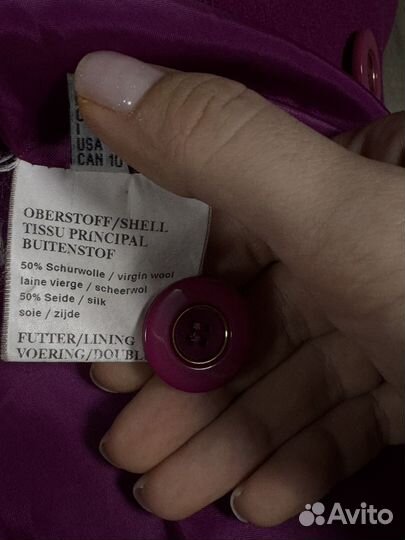 I
USA
CAN 10
OBERSTOFF/SHELL
TISSU PRINCIPAL
BUITENSTOF
50% Schurwolle / virgin wool
laine vierge / scheerwol
50% Seide / silk
soie / zijde
FUTTER/LINING
VOERING/DOUBL
Avito